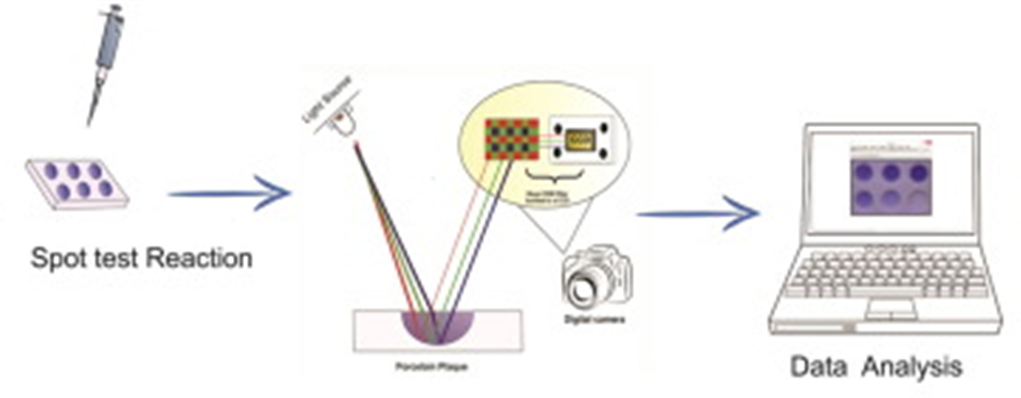 Light Source
Spot test Reaction
Digital camera
Porcelain Plaque
Data Analysis